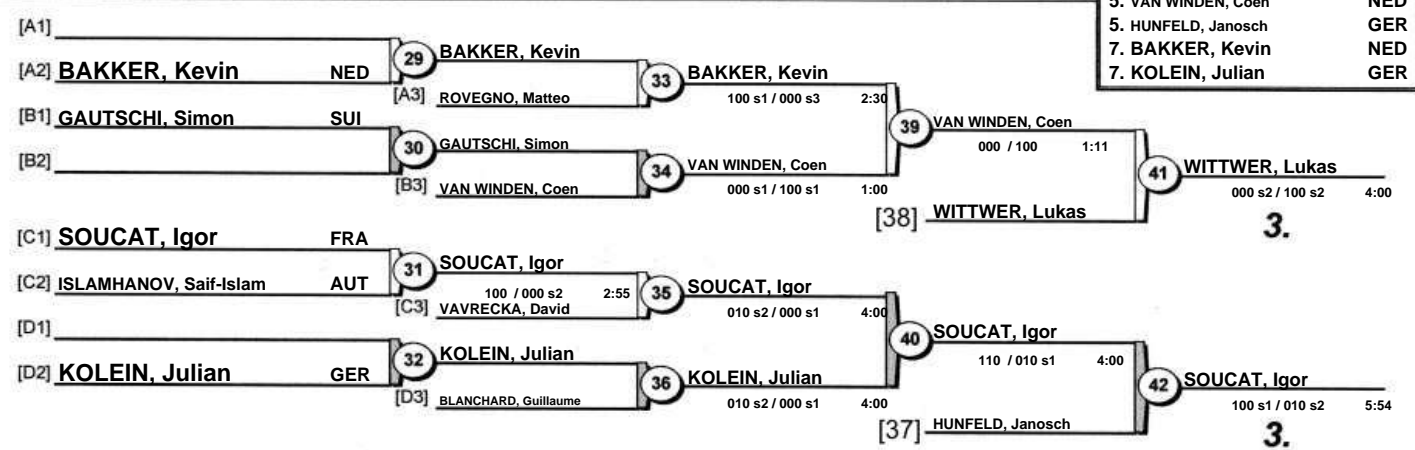 5. VAN WINDEN, Coen NED
5. HUNFELD, Janosch GER
7. BAKKER, Kevin NED
7. KOLEIN, Julian GER
[A1]
29 BAKKER, Kevin
[A2] BAKKER, Kevin NED
33 BAKKER, Kevin
[A3] ROVEGNO, Matteo
100 s1 / 000 s3 2:30
[B1] GAUTSCHI, Simon SUI
39 VAN WINDEN, Coen
30 GAUTSCHI, Simon
000 / 100 1:11
[B2]
34 VAN WINDEN, Coen
41 WITTWER, Lukas
[B3] VAN WINDEN, Coen
000 s1 / 100 s1 1:00
000 s2 / 100 s2 4:00
[38] WITTWER, Lukas
3.
[C1] SOUCAT, Igor FRA
31 SOUCAT, Igor
[C2] ISLAMHANOV, Saif-Islam AUT
100 / 000 s2 2:55
35 SOUCAT, Igor
[C3] VAVRECKA, David
010 s2 / 000 s1 4:00
[D1]
40 SOUCAT, Igor
32 KOLEIN, Julian
110 / 010 s1 4:00
[D2] KOLEIN, Julian GER
36 KOLEIN, Julian
42 SOUCAT, Igor
[D3] BLANCHARD, Guillaume
010 s2 / 000 s1 4:00
100 s1 / 010 s2 5:54
[37] HUNFELD, Janosch
3.